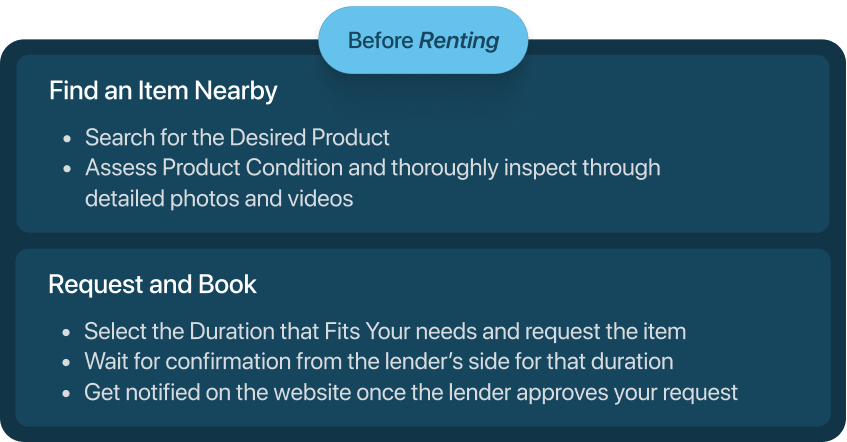 Before Renting
Find an Item Nearby
• Search for the Desired Product
• Assess Product Condition and thoroughly inspect through
detailed photos and videos
Request and Book
• Select the Duration that Fits Your needs and request the item
• Wait for confirmation from the lender’s side for that duration
• Get notified on the website once the lender approves your request